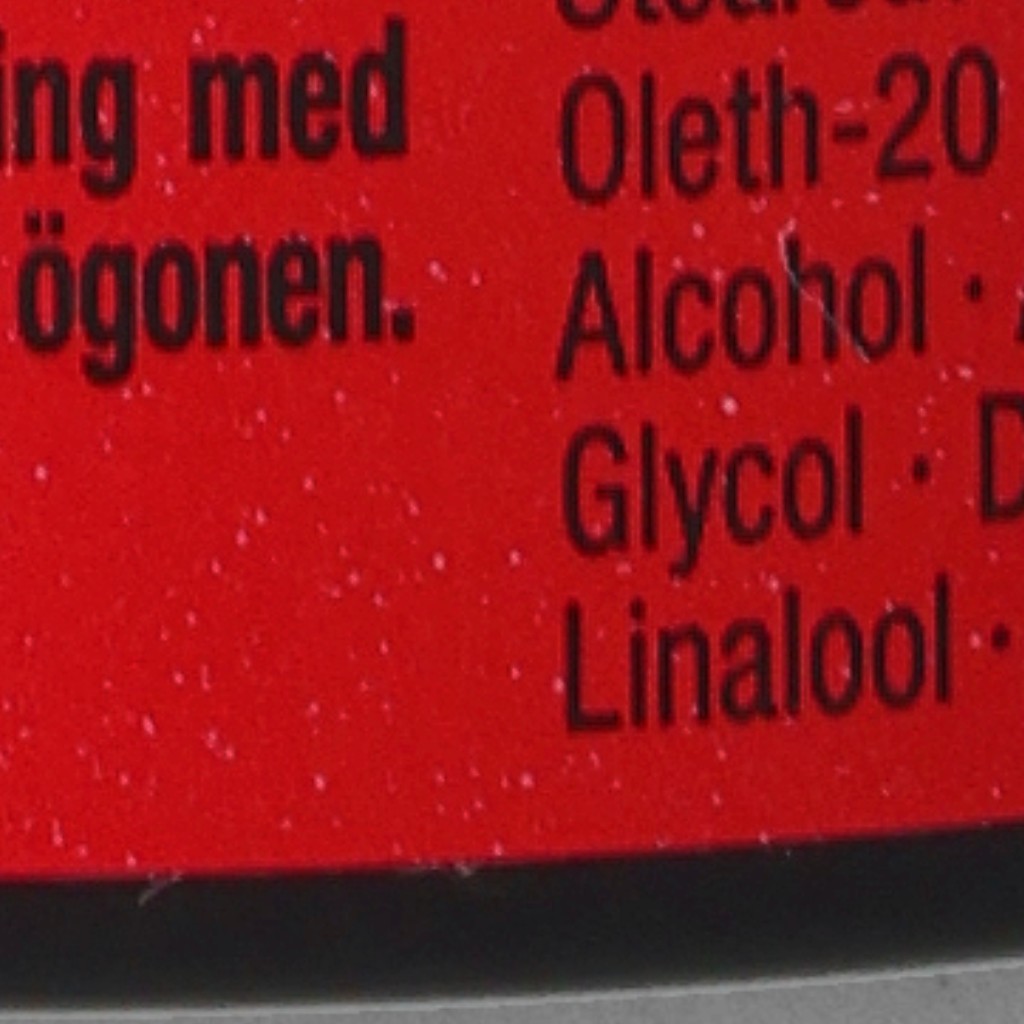 ing med
ögonen.
Oleth-20
Alcohol ·
Glycol · D
Linalool ·